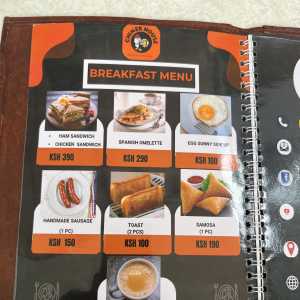 BREAKFAST MENU
• HAM SANDWICH
• CHICKEN SANDWICH
KSH 390
SPANISH OMELETTE
KSH 290
EGG SUNNY SIDE UP
KSH 100
HANDMADE SAUSAGE
(1 PC)
KSH 150
TOAST
(2 PCS)
KSH 100
SAMOSA
(1 PC)
KSH 190